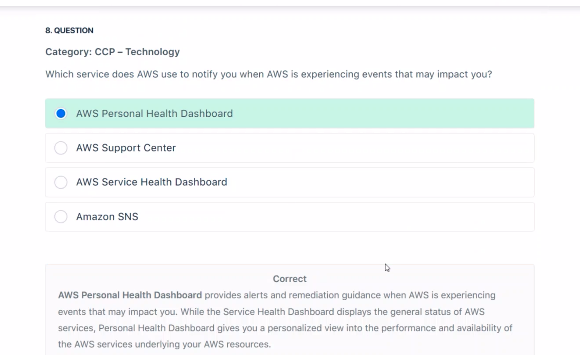 8. QUESTION
Category: CCP – Technology
Which service does AWS use to notify you when AWS is experiencing events that may impact you?
AWS Personal Health Dashboard
AWS Support Center
AWS Service Health Dashboard
Amazon SNS
Correct
AWS Personal Health Dashboard provides alerts and remediation guidance when AWS is experiencing
events that may impact you. While the Service Health Dashboard displays the general status of AWS
services, Personal Health Dashboard gives you a personalized view into the performance and availability of
the AWS services underlying your AWS resources.